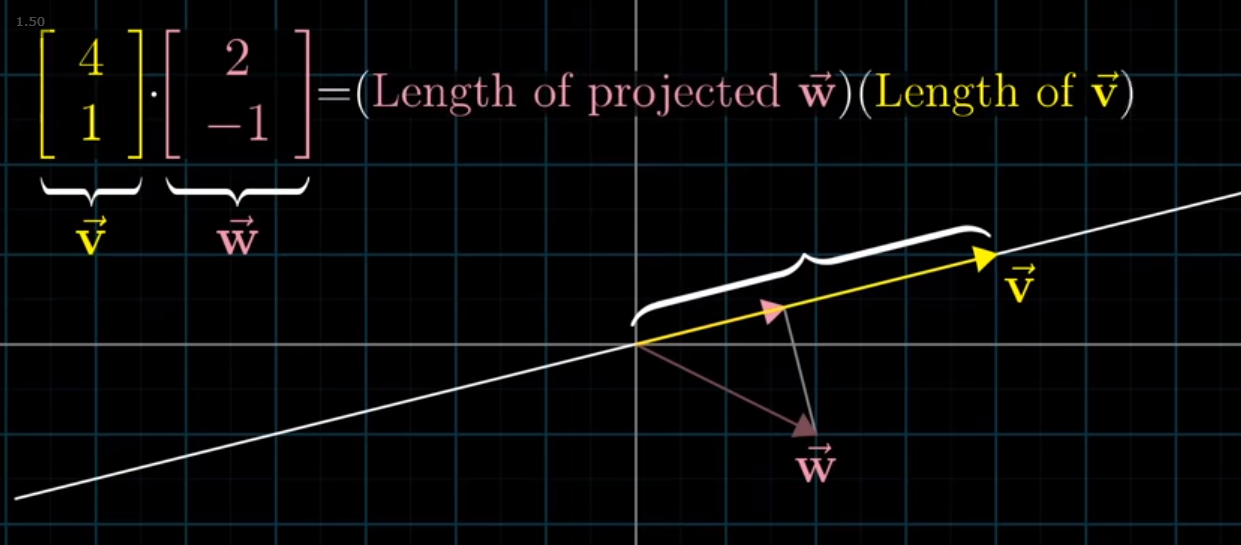 1.50
[4 1] · [2 −1] =(Length of projected w⃗)(Length of v⃗)
v⃗ w⃗
v⃗
w⃗